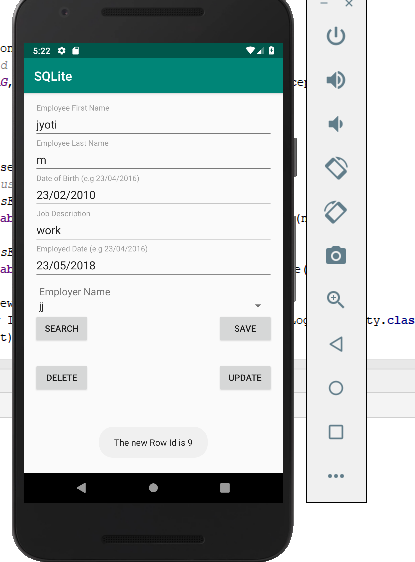 5:22
SQLite
Employee First Name
jyoti
Employee Last Name
m
Date of Birth (e.g 23/04/2016)
23/02/2010
Job Description
work
Employed Date (e.g 23/04/2016)
23/05/2018
Employer Name
jj
SEARCH SAVE
DELETE UPDATE
The new Row Id is 9
ty.clas